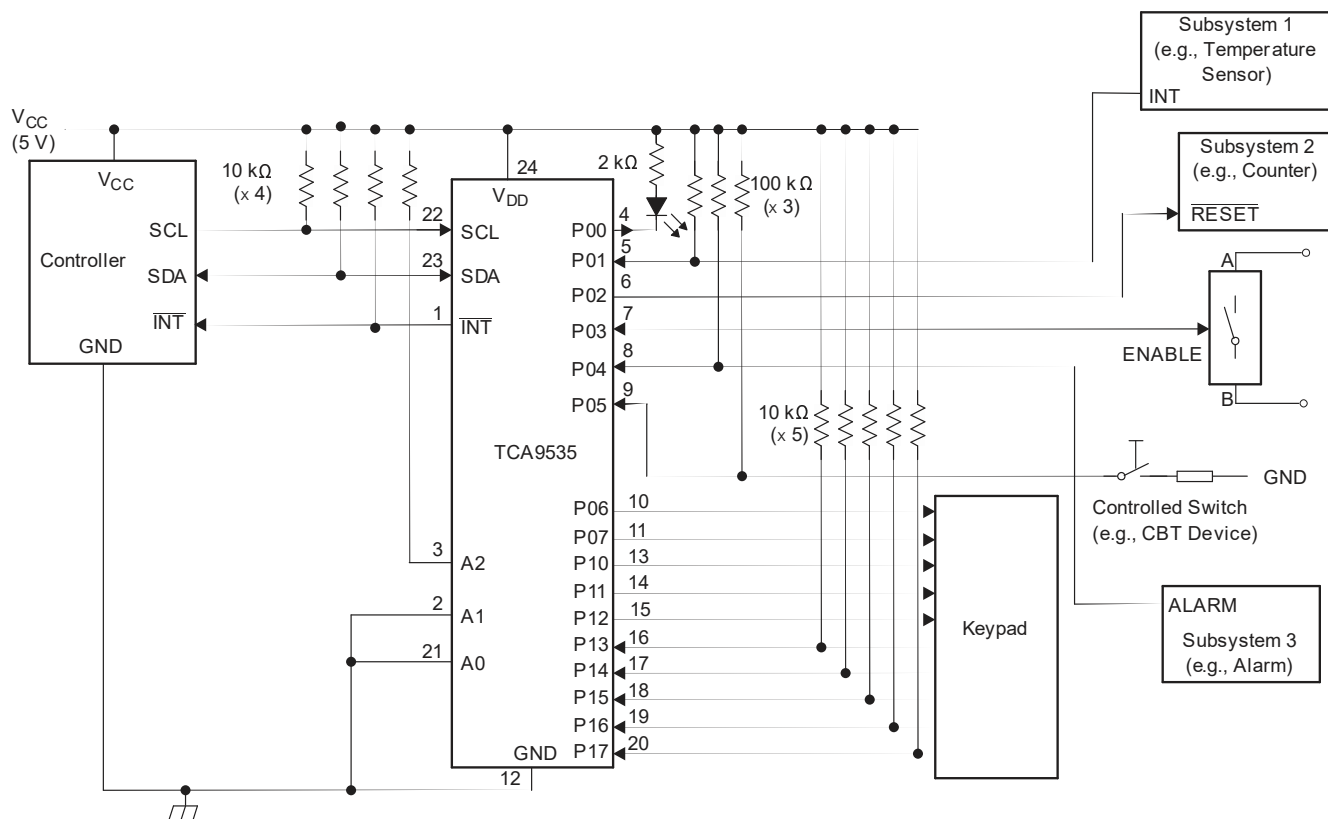 Subsystem 1
(e.g., Temperature
Sensor)
INT
VCC
(5 V)
VCC
10 kΩ
(x 4)
24
VDD
2 kΩ
100 kΩ
(x 3)
Subsystem 2
(e.g., Counter)
RESET
Controller
SCL
SDA
INT
GND
22
SCL
23
SDA
1
INT
P00
4
P01
5
P02
6
P03
7
P04
8
P05
9
A
ENABLE
B
TCA9535
10 kΩ
(x 5)
GND
Controlled Switch
(e.g., CBT Device)
P06
10
P07
11
P10
13
P11
14
P12
15
P13
16
P14
17
P15
18
P16
19
P17
20
3
A2
2
A1
21
A0
GND
12
Keypad
ALARM
Subsystem 3
(e.g., Alarm)